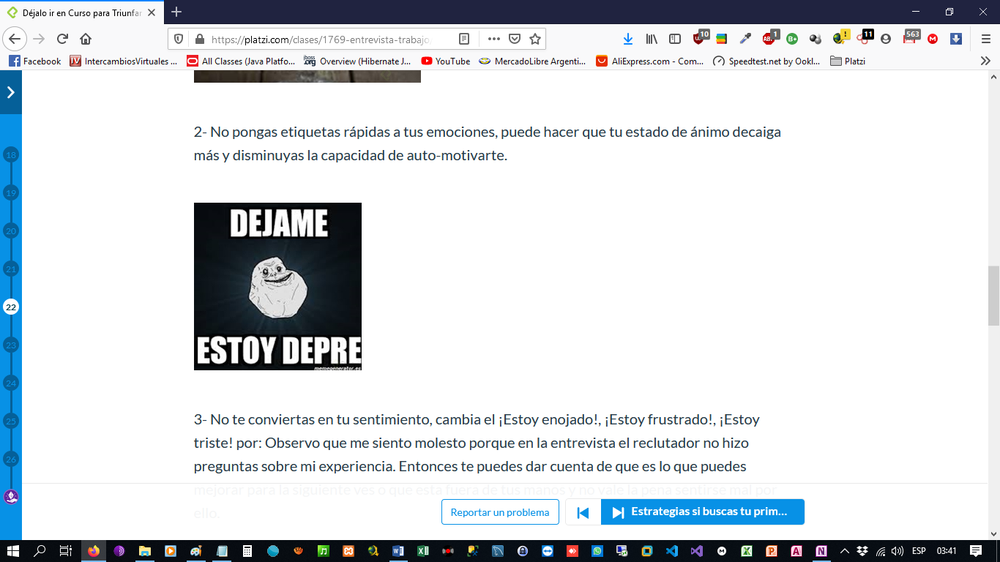 Déjalo ir en Curso para Triunfar
https://platzi.com/clases/1769-entrevista-trabajo/
10
1
11
563
Facebook
IntercambiosVirtuales ...
All Classes (Java Platfo...
Overview (Hibernate J...
YouTube
MercadoLibre Argenti...
AliExpress.com - Com...
Speedtest.net by Ookl...
Platzi
2- No pongas etiquetas rápidas a tus emociones, puede hacer que tu estado de ánimo decaiga
más y disminuyas la capacidad de auto-motivarte.
DEJAME
ESTOY DEPRE
memegenerator.es
3- No te conviertas en tu sentimiento, cambia el ¡Estoy enojado!, ¡Estoy frustrado!, ¡Estoy
triste! por: Observo que me siento molesto porque en la entrevista el reclutador no hizo
preguntas sobre mi experiencia. Entonces te puedes dar cuenta de que es lo que puedes
mejorar para la siguiente ves o que esta fuera de tus manos y no vale la pena sentirse mal por
ello.
18
19
20
21
22
23
24
25
26
Reportar un problema
Estrategias si buscas tu prim...
ESP
03:41